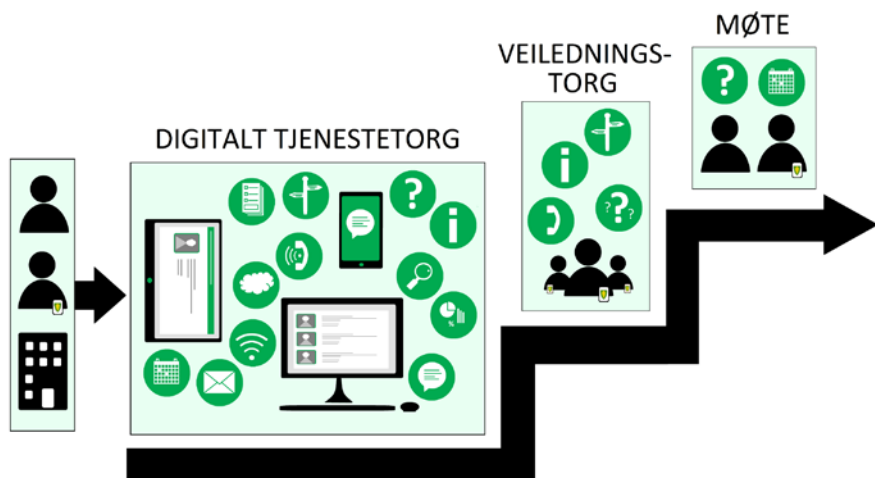 MØTE
VEILEDNINGS-
TORG
DIGITALT TJENESTETORG
?
?
i
i
???
%